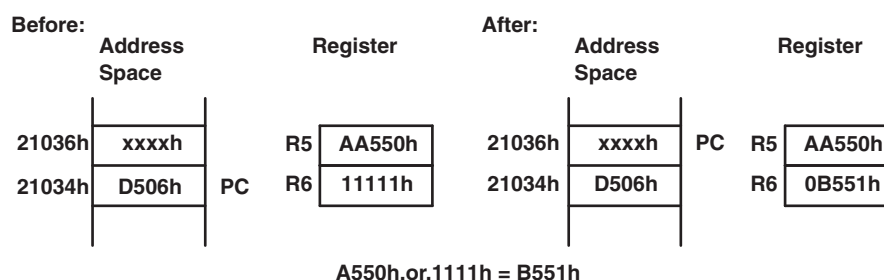 Before:
Address Space
Register
21036h xxxxh
R5 AA550h
21034h D506h PC
R6 11111h
After:
Address Space
Register
21036h xxxxh PC
R5 AA550h
21034h D506h
R6 0B551h
A550h.or.1111h = B551h